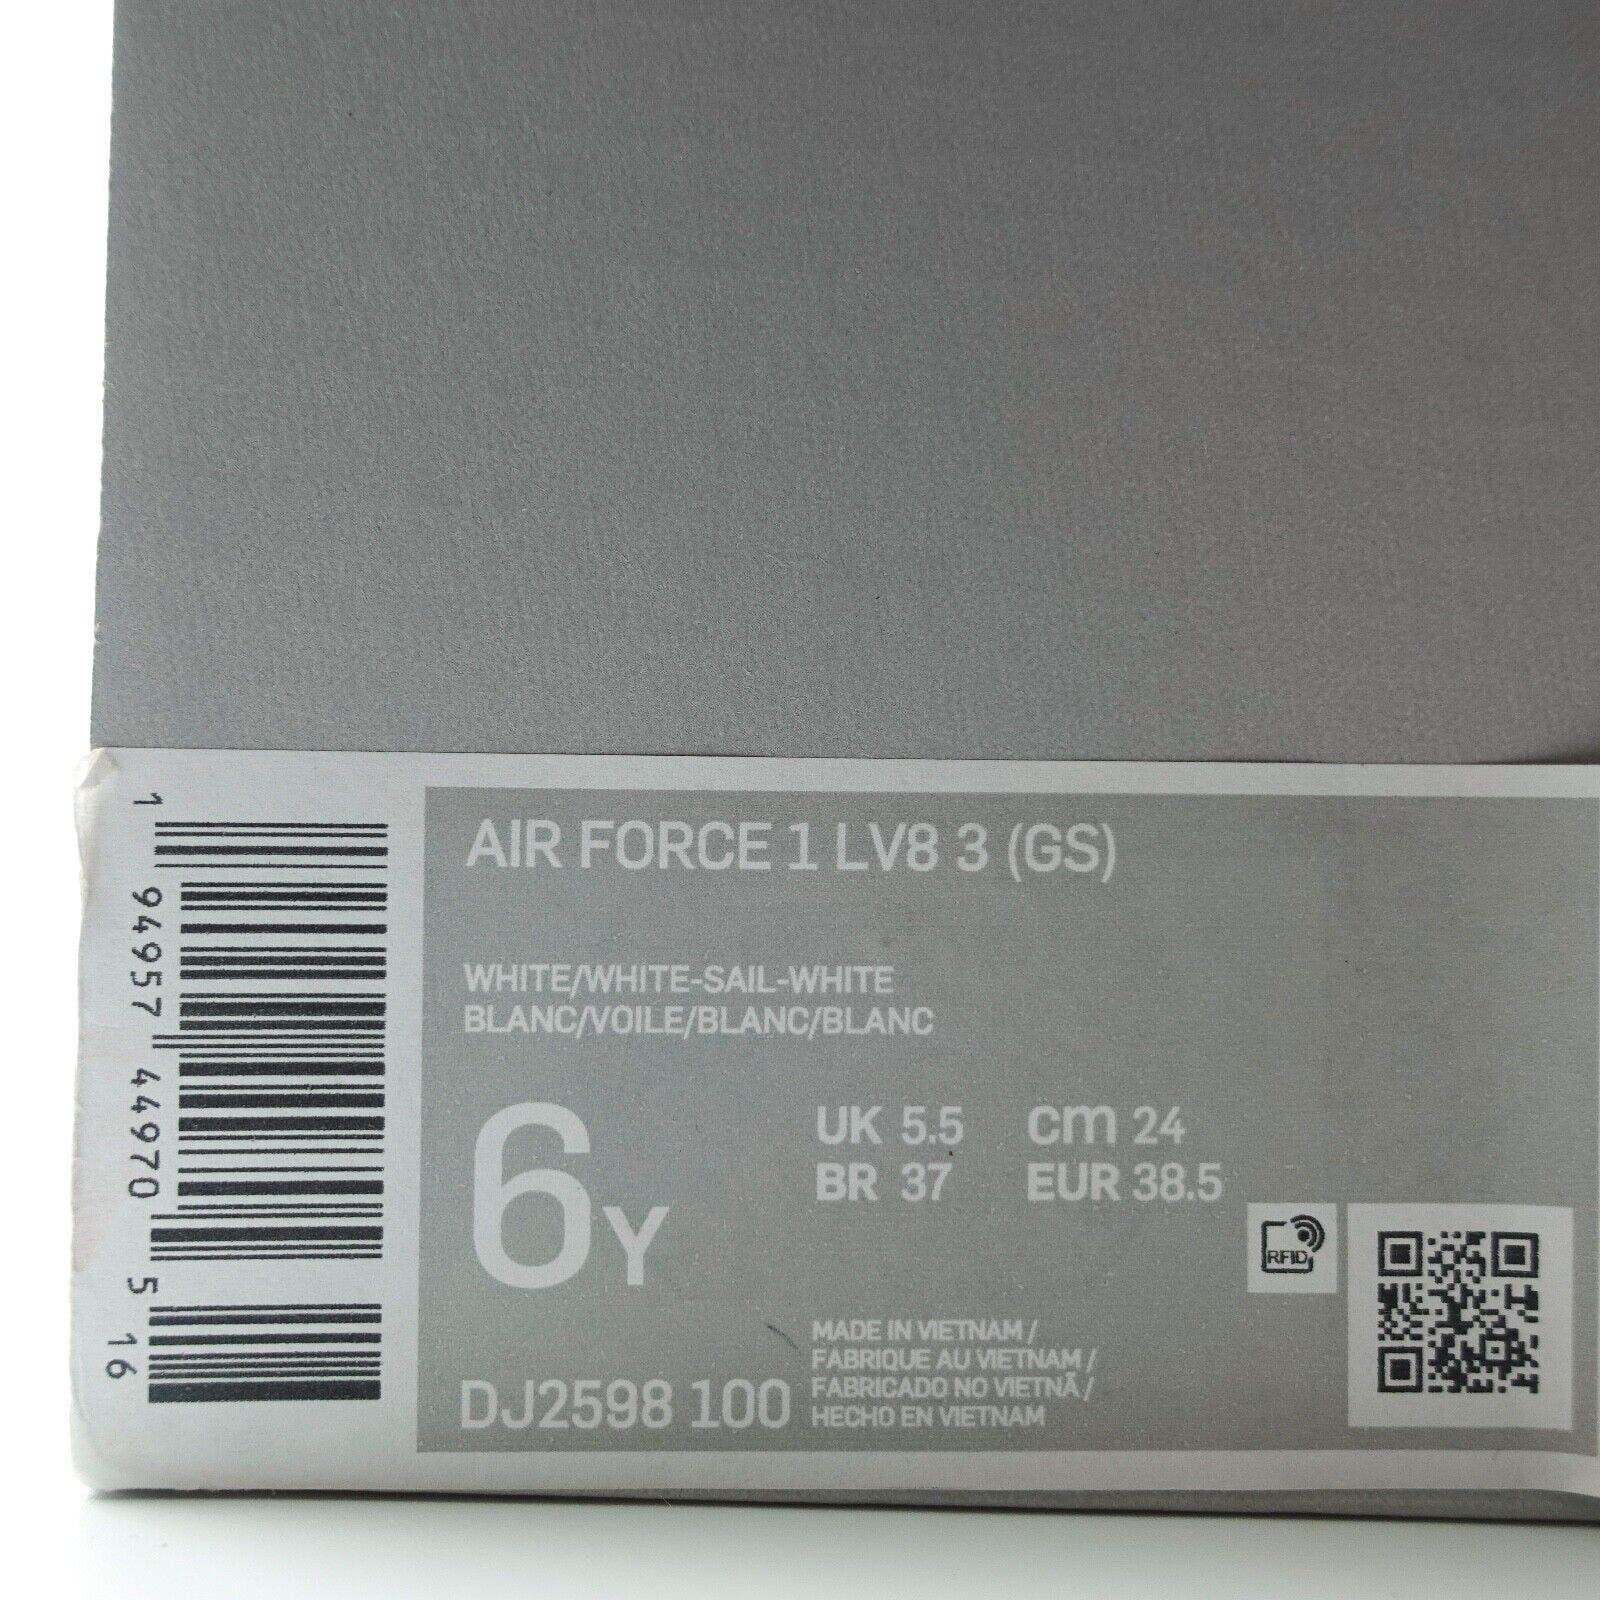 AIR FORCE 1 LV8 3 (GS)
WHITE/WHITE-SAIL-WHITE
BLANC/VOILE/BLANC/BLANC
6Y
UK 5.5 cm 24
BR 37 EUR 38.5
RFID
MADE IN VIETNAM /
FABRIQUE AU VIETNAM /
FABRICADO NO VIETNÃ /
HECHO EN VIETNAM
DJ2598 100
1 94957 44970 5 16